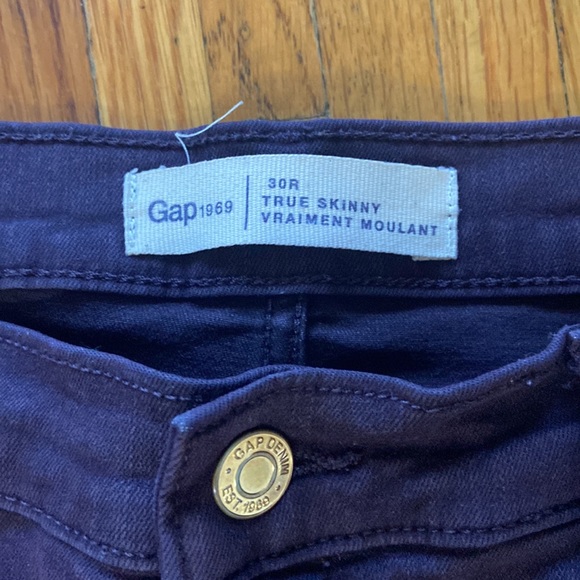 Gap1969
30R
TRUE SKiNNY
VRAIMENT MOULANT
GAP DENIM
EST. 1969